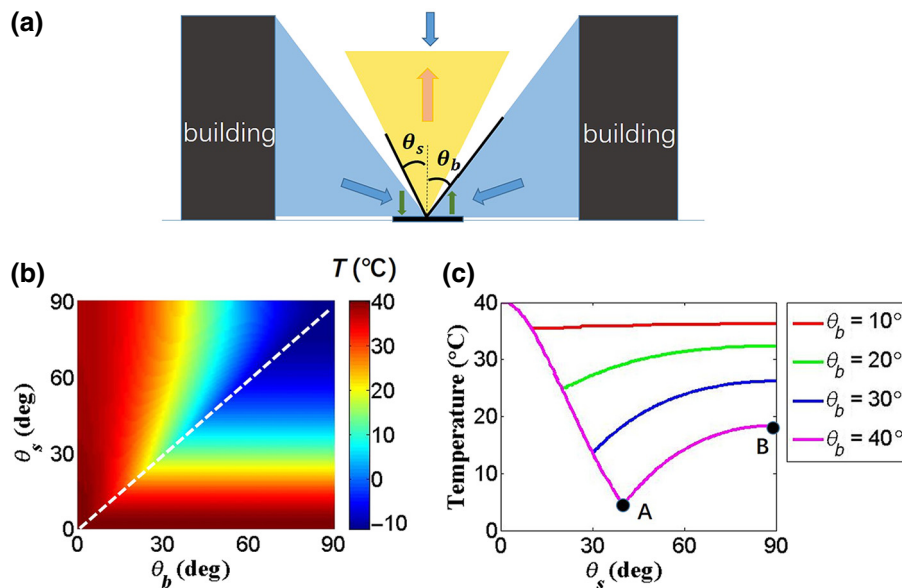 (a)
building
θs
θb
building
(b)
T (°C)
90
60
30
0
θs (deg)
0
30
60
90
θb (deg)
40
30
20
10
0
−10
(c)
40
30
20
10
0
Temperature (°C)
A
B
0
30
60
90
θs (deg)
θb = 10°
θb = 20°
θb = 30°
θb = 40°